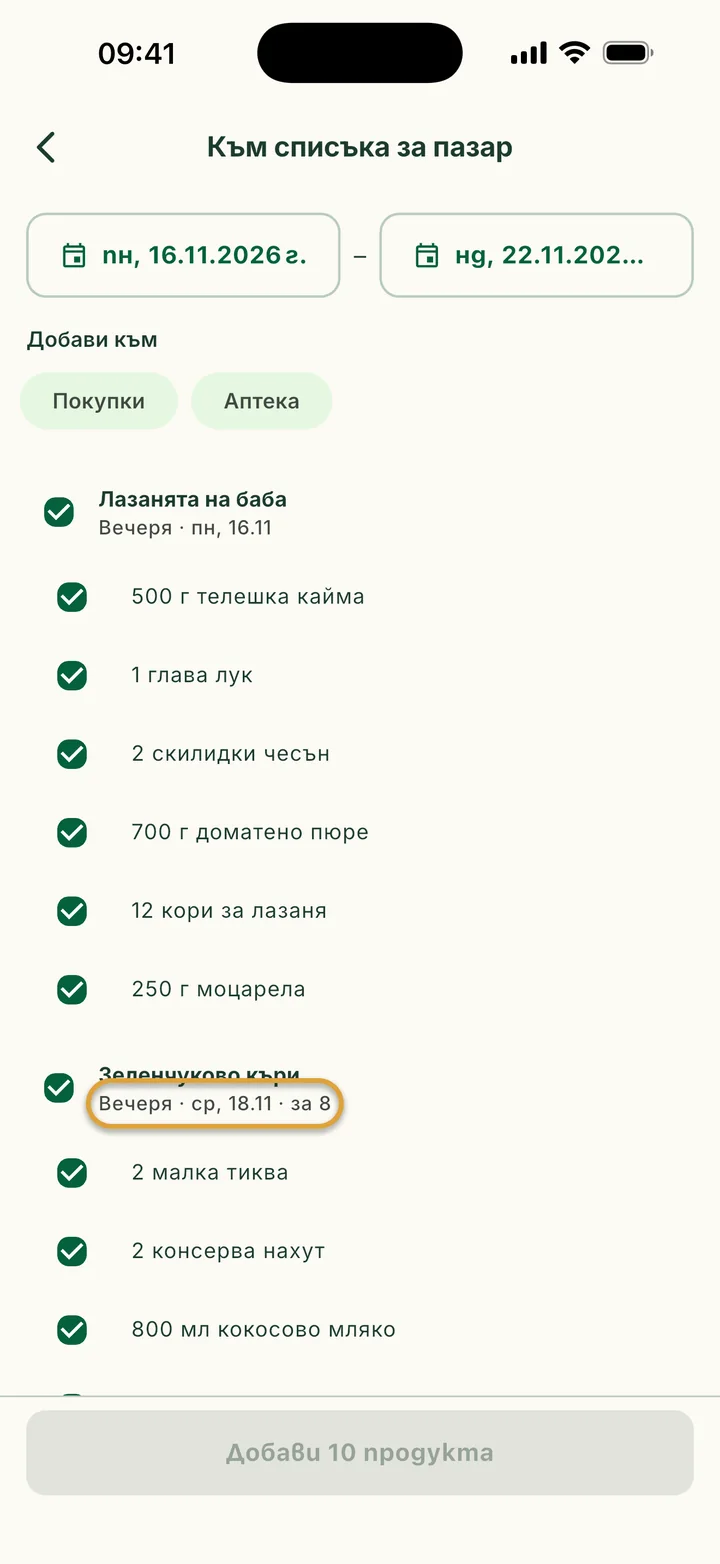 09:41
Към списъка за пазар
пн, 16.11.2026 г. – нд, 22.11.202...
Добави към
Покупки Аптека
Лазанята на баба
Вечеря · пн, 16.11
500 г телешка кайма
1 глава лук
2 скилидки чесън
700 г доматено пюре
12 кори за лазаня
250 г моцарела
Зеленчуково къри
Вечеря · ср, 18.11 · за 8
2 малка тиква
2 консерва нахут
800 мл кокосово мляко
Добави 10 продукта